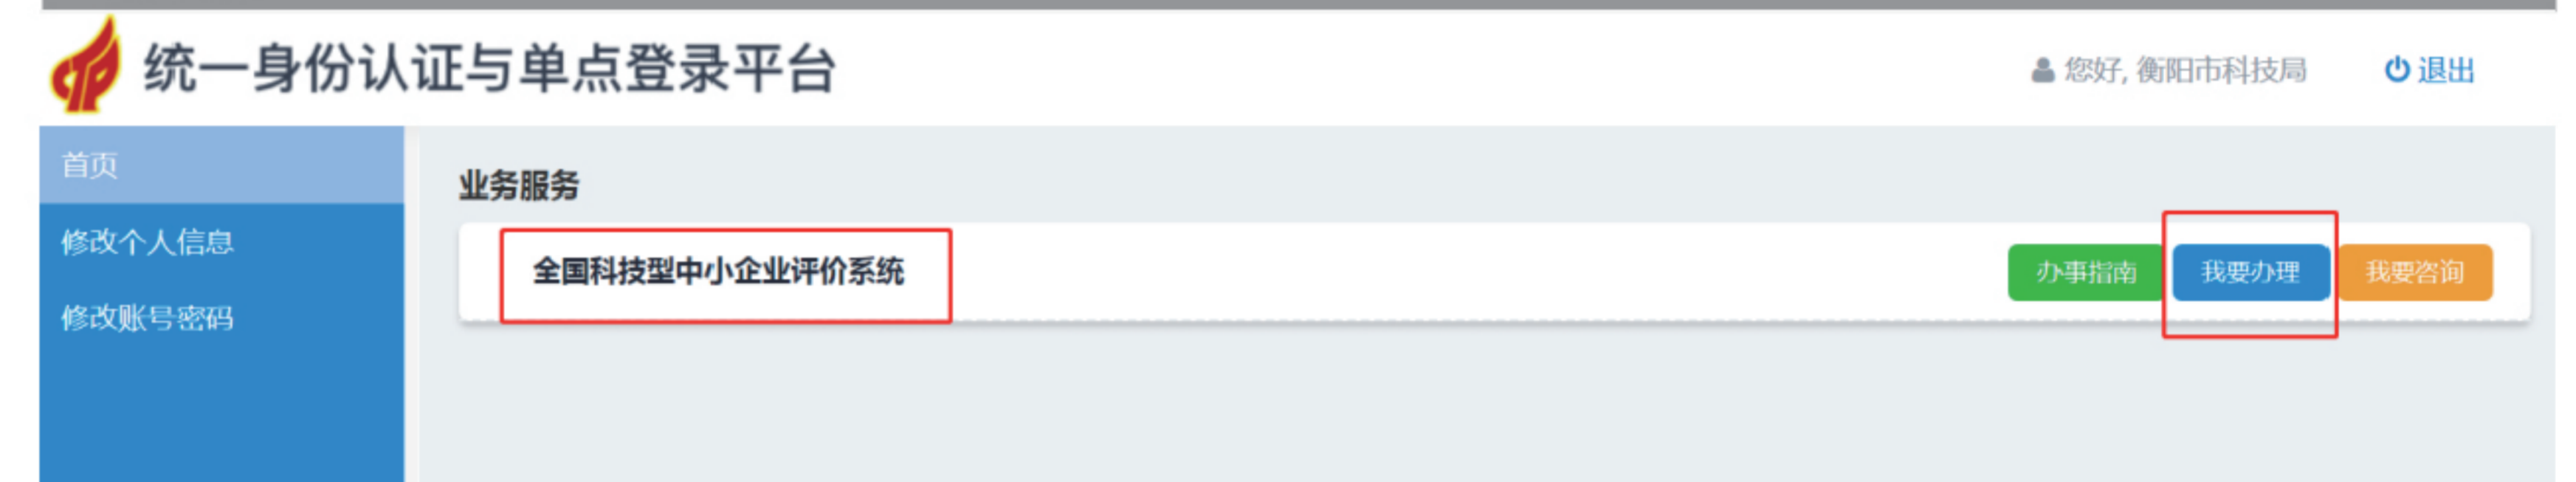 统一身份认证与单点登录平台
您好, 衡阳市科技局 退出
首页
修改个人信息
修改账号密码
业务服务
全国科技型中小企业评价系统
办事指南 我要办理 我要咨询